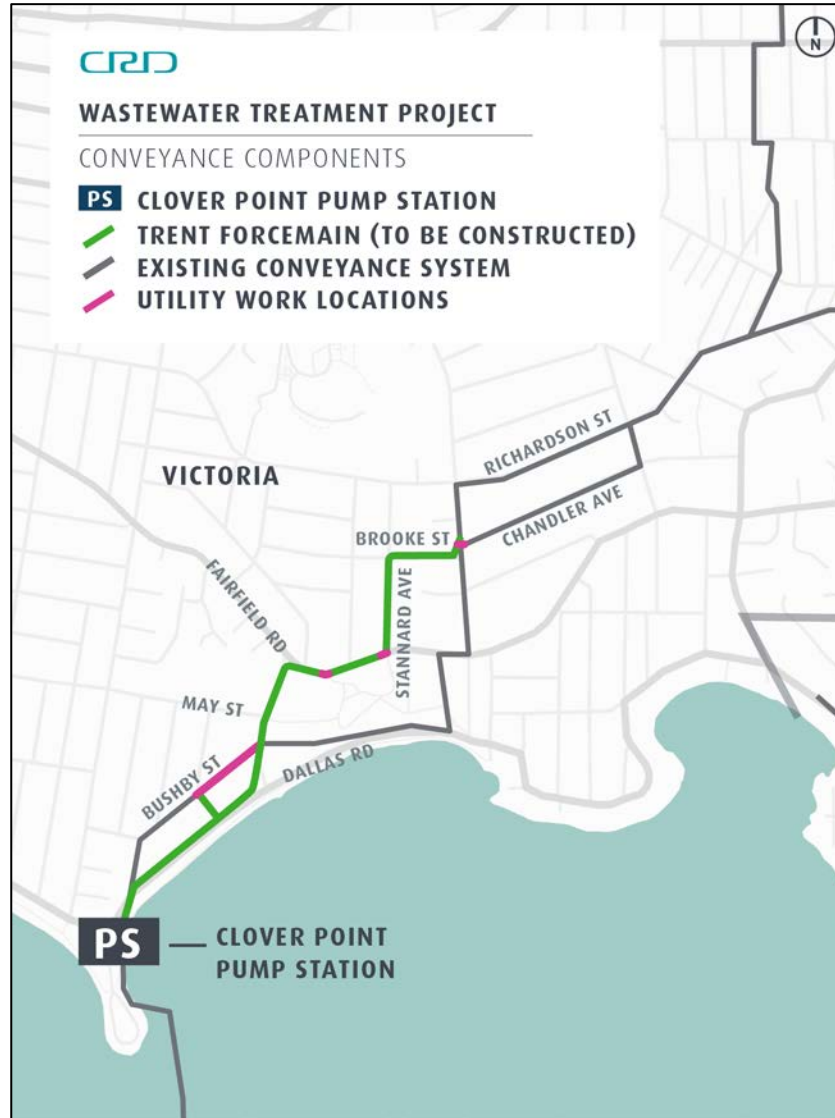 CRD
N
WASTEWATER TREATMENT PROJECT
CONVEYANCE COMPONENTS
PS CLOVER POINT PUMP STATION
TRENT FORCEMAIN (TO BE CONSTRUCTED)
EXISTING CONVEYANCE SYSTEM
UTILITY WORK LOCATIONS
RICHARDSON ST
VICTORIA
CHANDLER AVE
BROOKE ST
FAIRFIELD RD
STANNARD AVE
MAY ST
DALLAS RD
BUSHBY ST
PS
CLOVER POINT
PUMP STATION